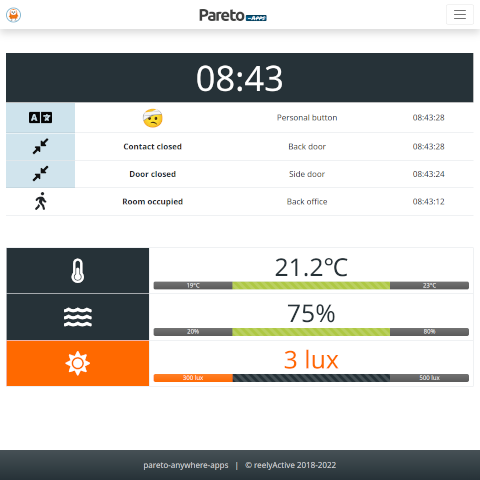 Pareto APPS
08:43
A 文
Personal button 08:43:28
Contact closed Back door 08:43:28
Door closed Side door 08:43:24
Room occupied Back office 08:43:12
21.2°C
19°C 23°C
75%
20% 80%
3 lux
300 lux 500 lux
pareto-anywhere-apps | © reelyActive 2018-2022